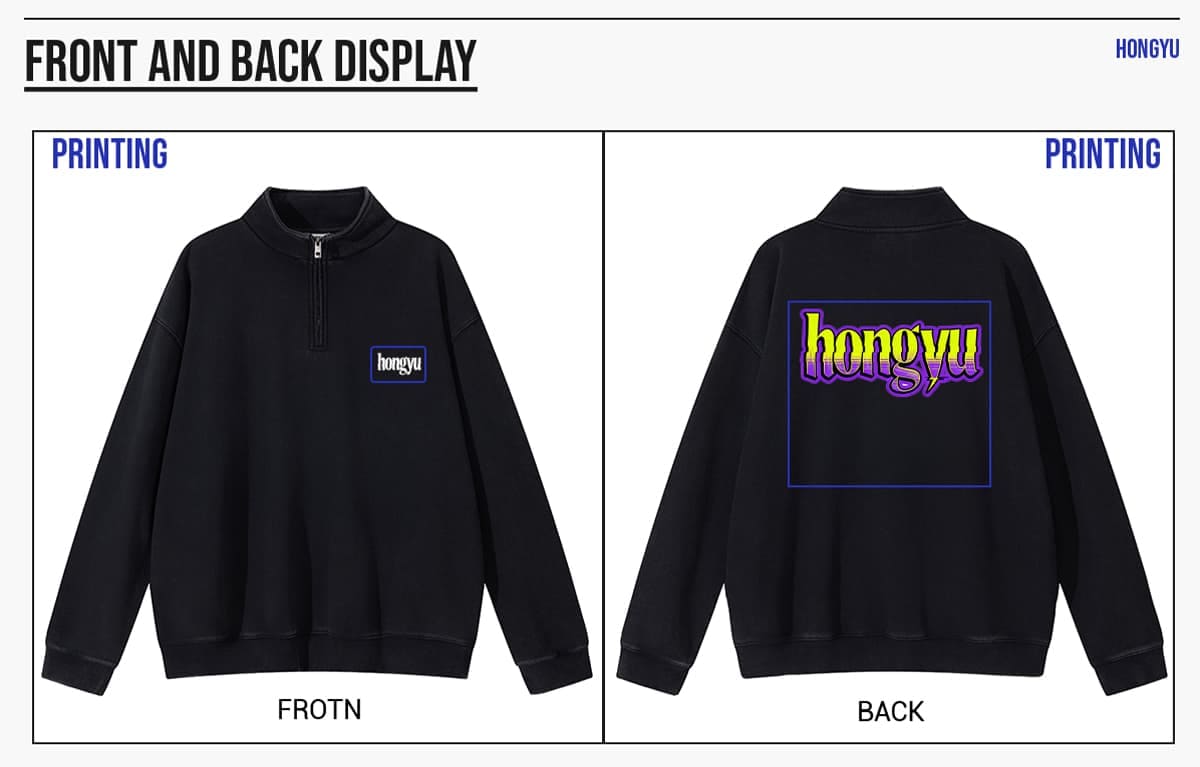 FRONT AND BACK DISPLAY
HONGYU
PRINTING
PRINTING
hongyu
hongyu
FROTN
BACK